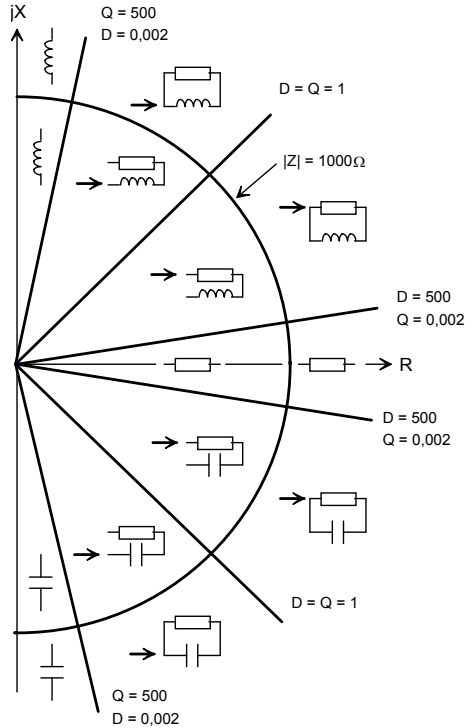 jX
Q = 500
D = 0,002
D = Q = 1
|Z| = 1000Ω
D = 500
Q = 0,002
R
D = 500
Q = 0,002
D = Q = 1
Q = 500
D = 0,002